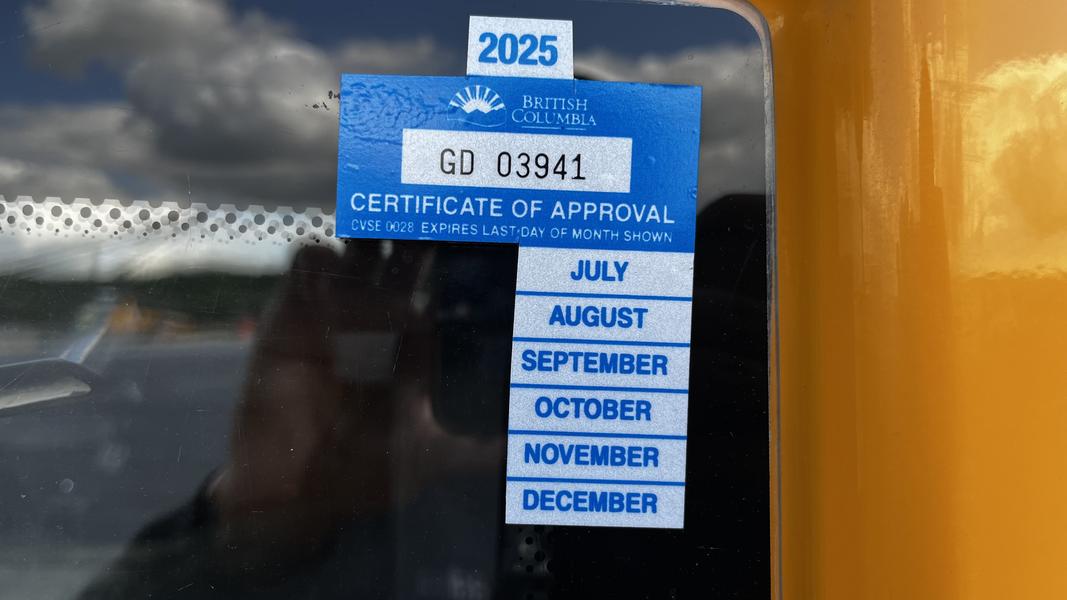 2025
BRITISH
COLUMBIA
GD 03941
CERTIFICATE OF APPROVAL
CVSE 0028 EXPIRES LAST DAY OF MONTH SHOWN
JULY
AUGUST
SEPTEMBER
OCTOBER
NOVEMBER
DECEMBER